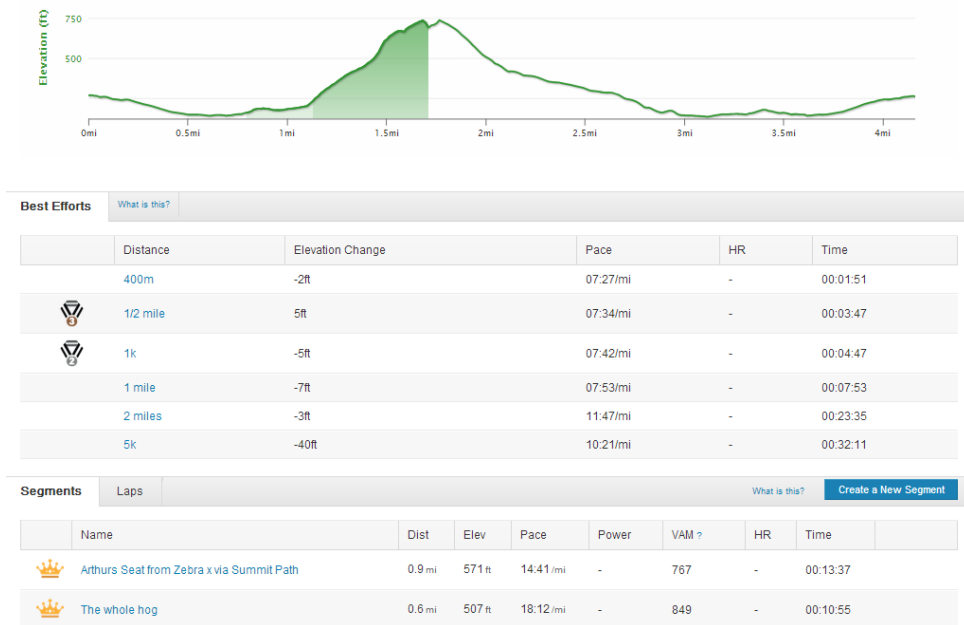 Elevation (ft)
750
500
0mi 0.5mi 1mi 1.5mi 2mi 2.5mi 3mi 3.5mi 4mi
Best Efforts What is this?
Distance Elevation Change Pace HR Time
400m -2ft 07:27/mi - 00:01:51
3 1/2 mile 5ft 07:34/mi - 00:03:47
2 1k -5ft 07:42/mi - 00:04:47
1 mile -7ft 07:53/mi - 00:07:53
2 miles -3ft 11:47/mi - 00:23:35
5k -40ft 10:21/mi - 00:32:11
Segments Laps What is this? Create a New Segment
Name Dist Elev Pace Power VAM ? HR Time
Arthurs Seat from Zebra x via Summit Path 0.9 mi 571 ft 14:41 /mi - 767 - 00:13:37
The whole hog 0.6 mi 507 ft 18:12 /mi - 849 - 00:10:55